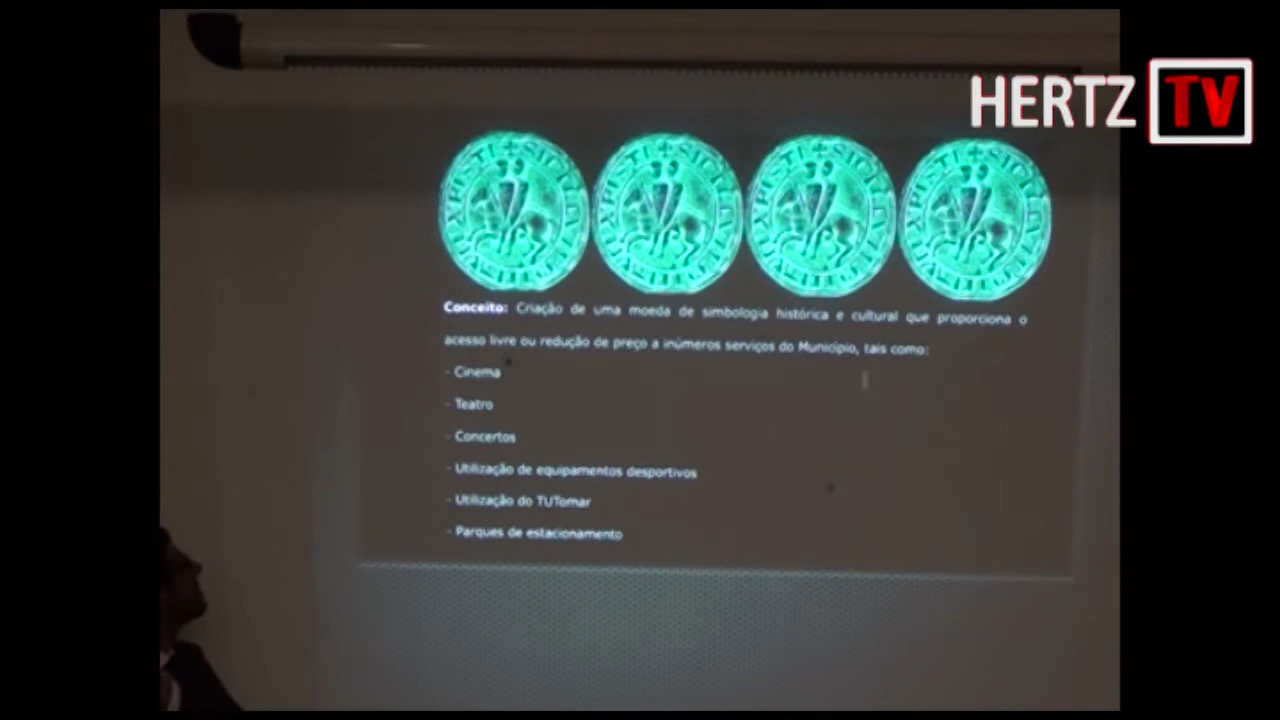 HERTZ TV
Conceito: Criação de uma moeda de simbologia histórica e cultural que proporciona o
acesso livre ou redução de preço a inúmeros serviços do Município, tais como:
- Cinema
- Teatro
- Concertos
- Utilização de equipamentos desportivos
- Utilização do TUTomar
- Parques de estacionamento